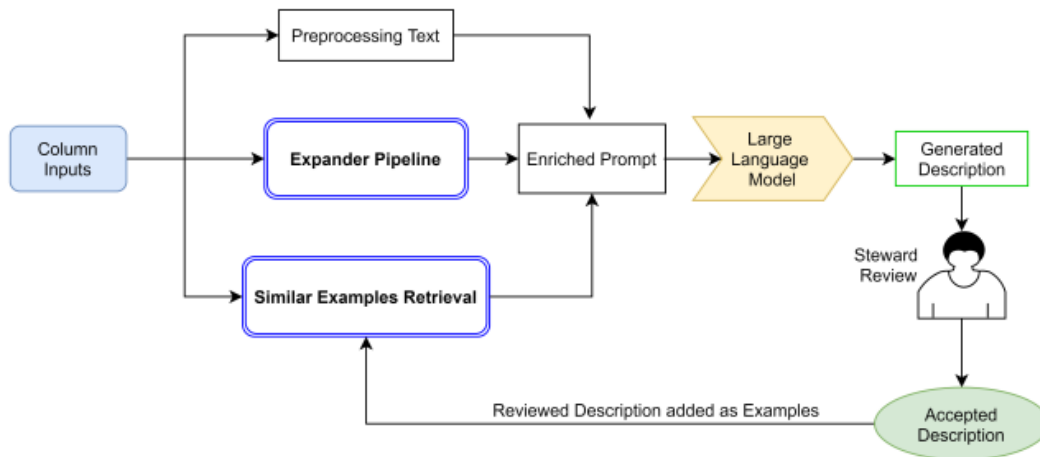 Preprocessing Text
Column
Inputs
Expander Pipeline
Enriched Prompt
Large
Language
Model
Generated
Description
Similar Examples Retrieval
Steward
Review
Reviewed Description added as Examples
Accepted
Description